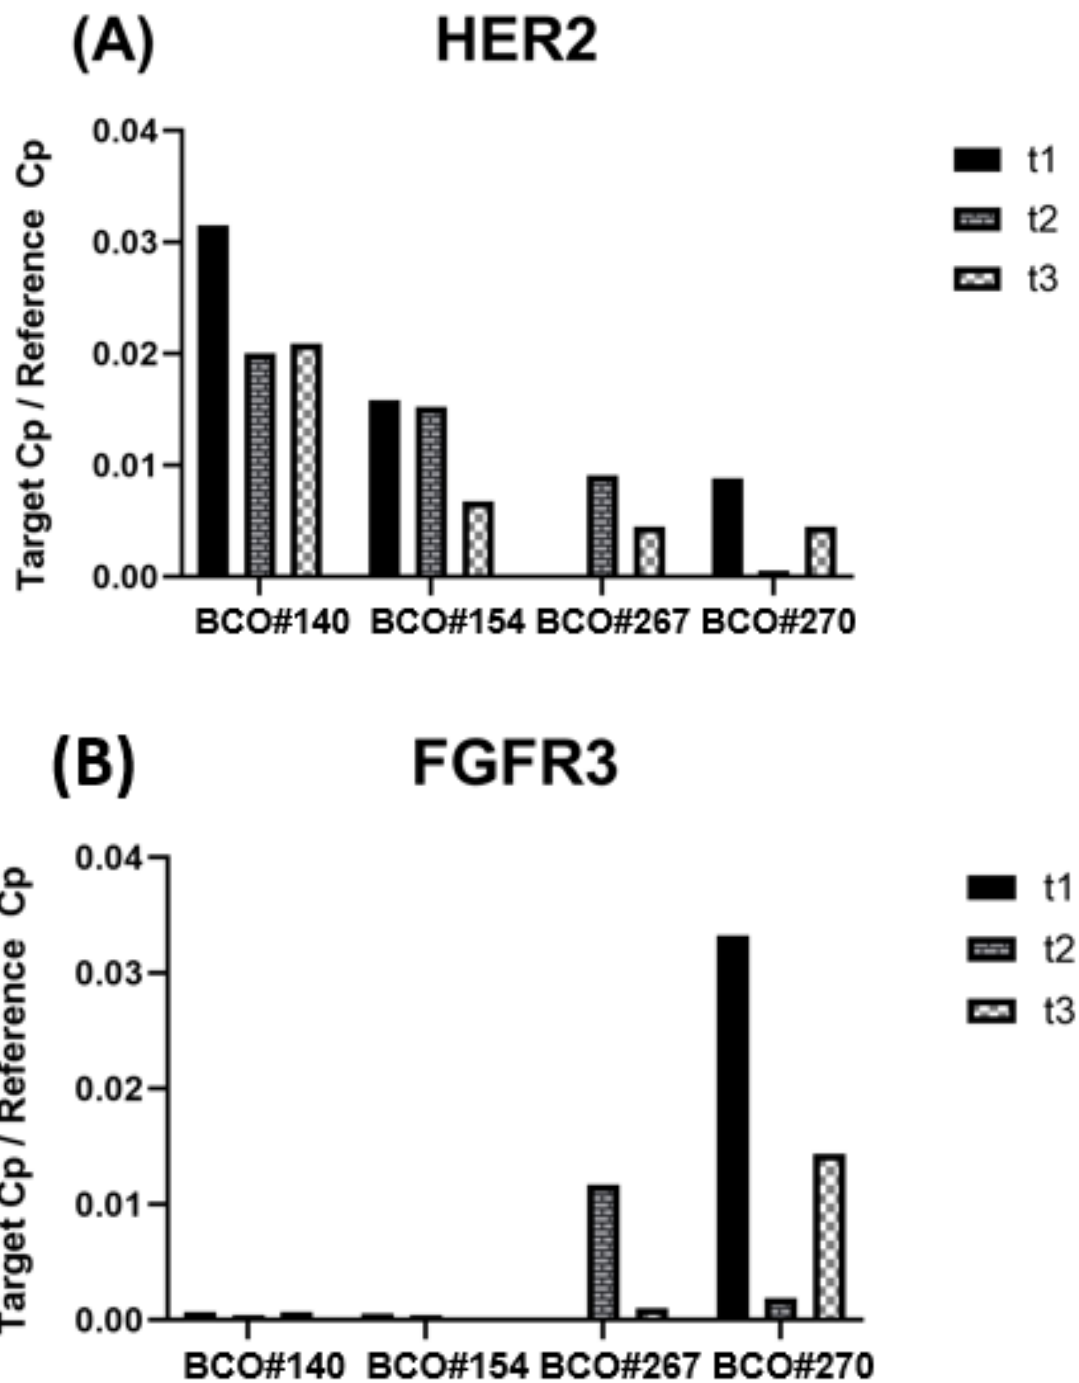 (A) HER2
Target Cp / Reference Cp
0.04
0.03
0.02
0.01
0.00
BCO#140 BCO#154 BCO#267 BCO#270
t1
t2
t3
(B) FGFR3
Target Cp / Reference Cp
0.04
0.03
0.02
0.01
0.00
BCO#140 BCO#154 BCO#267 BCO#270
t1
t2
t3